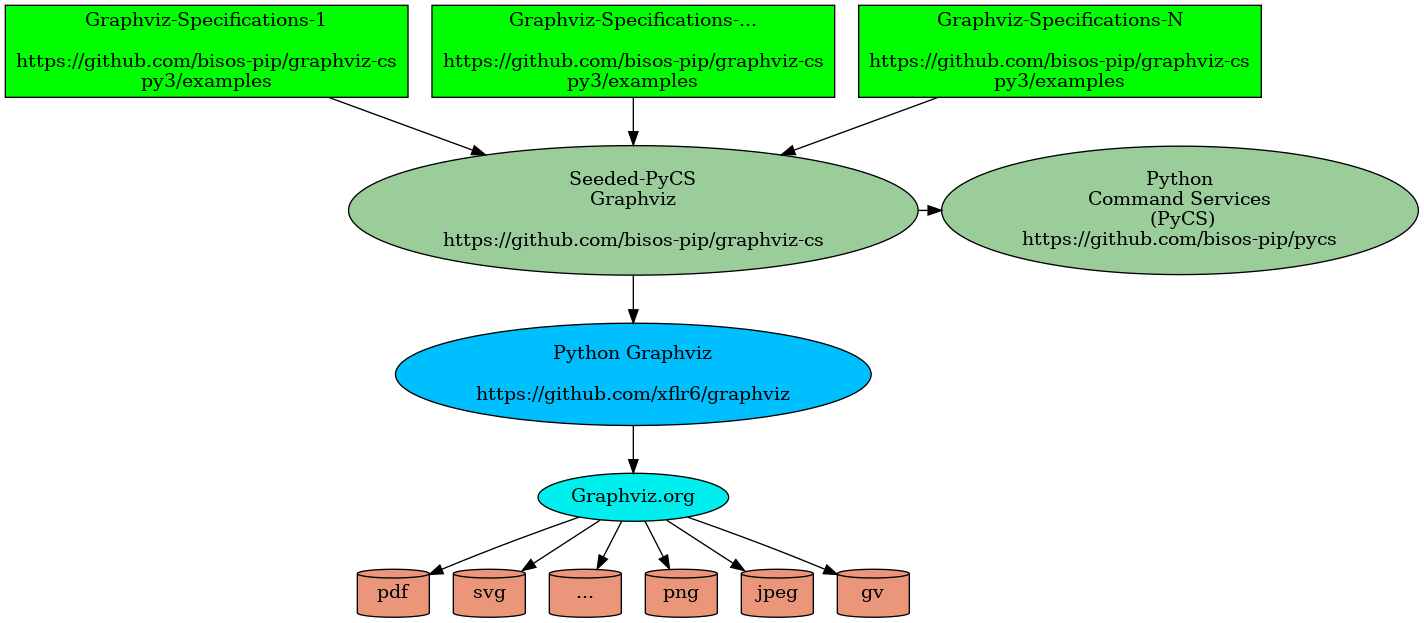 Graphviz-Specifications-1
https://github.com/bisos-pip/graphviz-cs
py3/examples
Graphviz-Specifications-...
https://github.com/bisos-pip/graphviz-cs
py3/examples
Graphviz-Specifications-N
https://github.com/bisos-pip/graphviz-cs
py3/examples
Seeded-PyCS
Graphviz
https://github.com/bisos-pip/graphviz-cs
Python
Command Services
(PyCS)
https://github.com/bisos-pip/pycs
Python Graphviz
https://github.com/xflr6/graphviz
Graphviz.org
pdf
svg
...
png
jpeg
gv